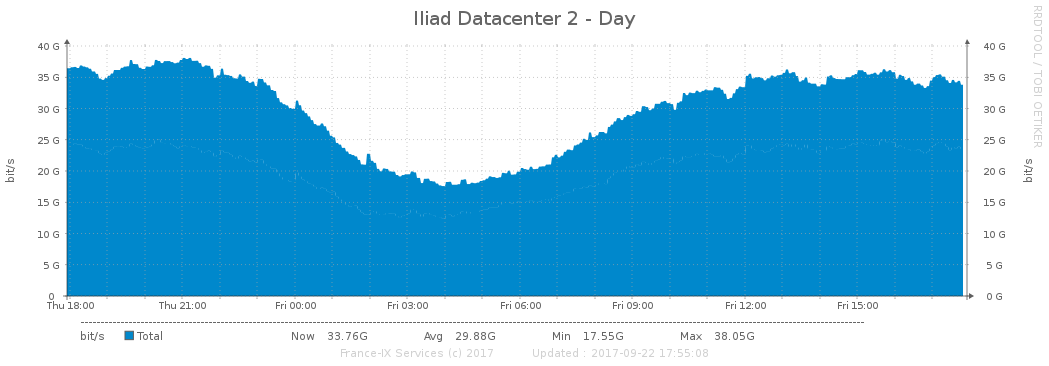 Iliad Datacenter 2 - Day
RRDTOOL / TOBI OETIKER
40 G 40 G
35 G 35 G
30 G 30 G
25 G 25 G
20 G 20 G
15 G 15 G
10 G 10 G
5 G 5 G
0 0 G
bit/s bit/s
Thu 18:00 Thu 21:00 Fri 00:00 Fri 03:00 Fri 06:00 Fri 09:00 Fri 12:00 Fri 15:00
bit/s Total Now 33.76G Avg 29.88G Min 17.55G Max 38.05G
France-IX Services (c) 2017 Updated : 2017-09-22 17:55:08